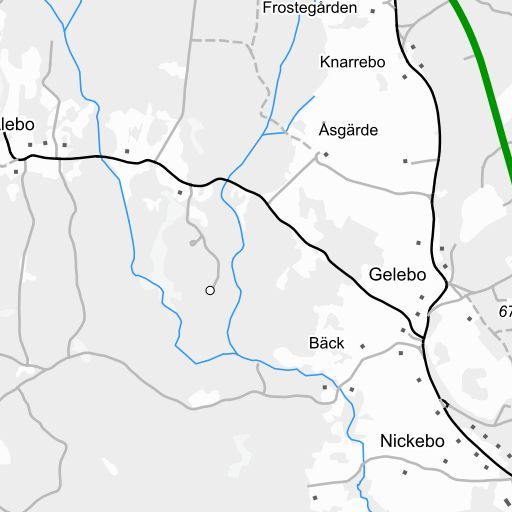 Frostegården
Knarrebo
lebo
Åsgärde
Gelebo
67
Bäck
Nickebo